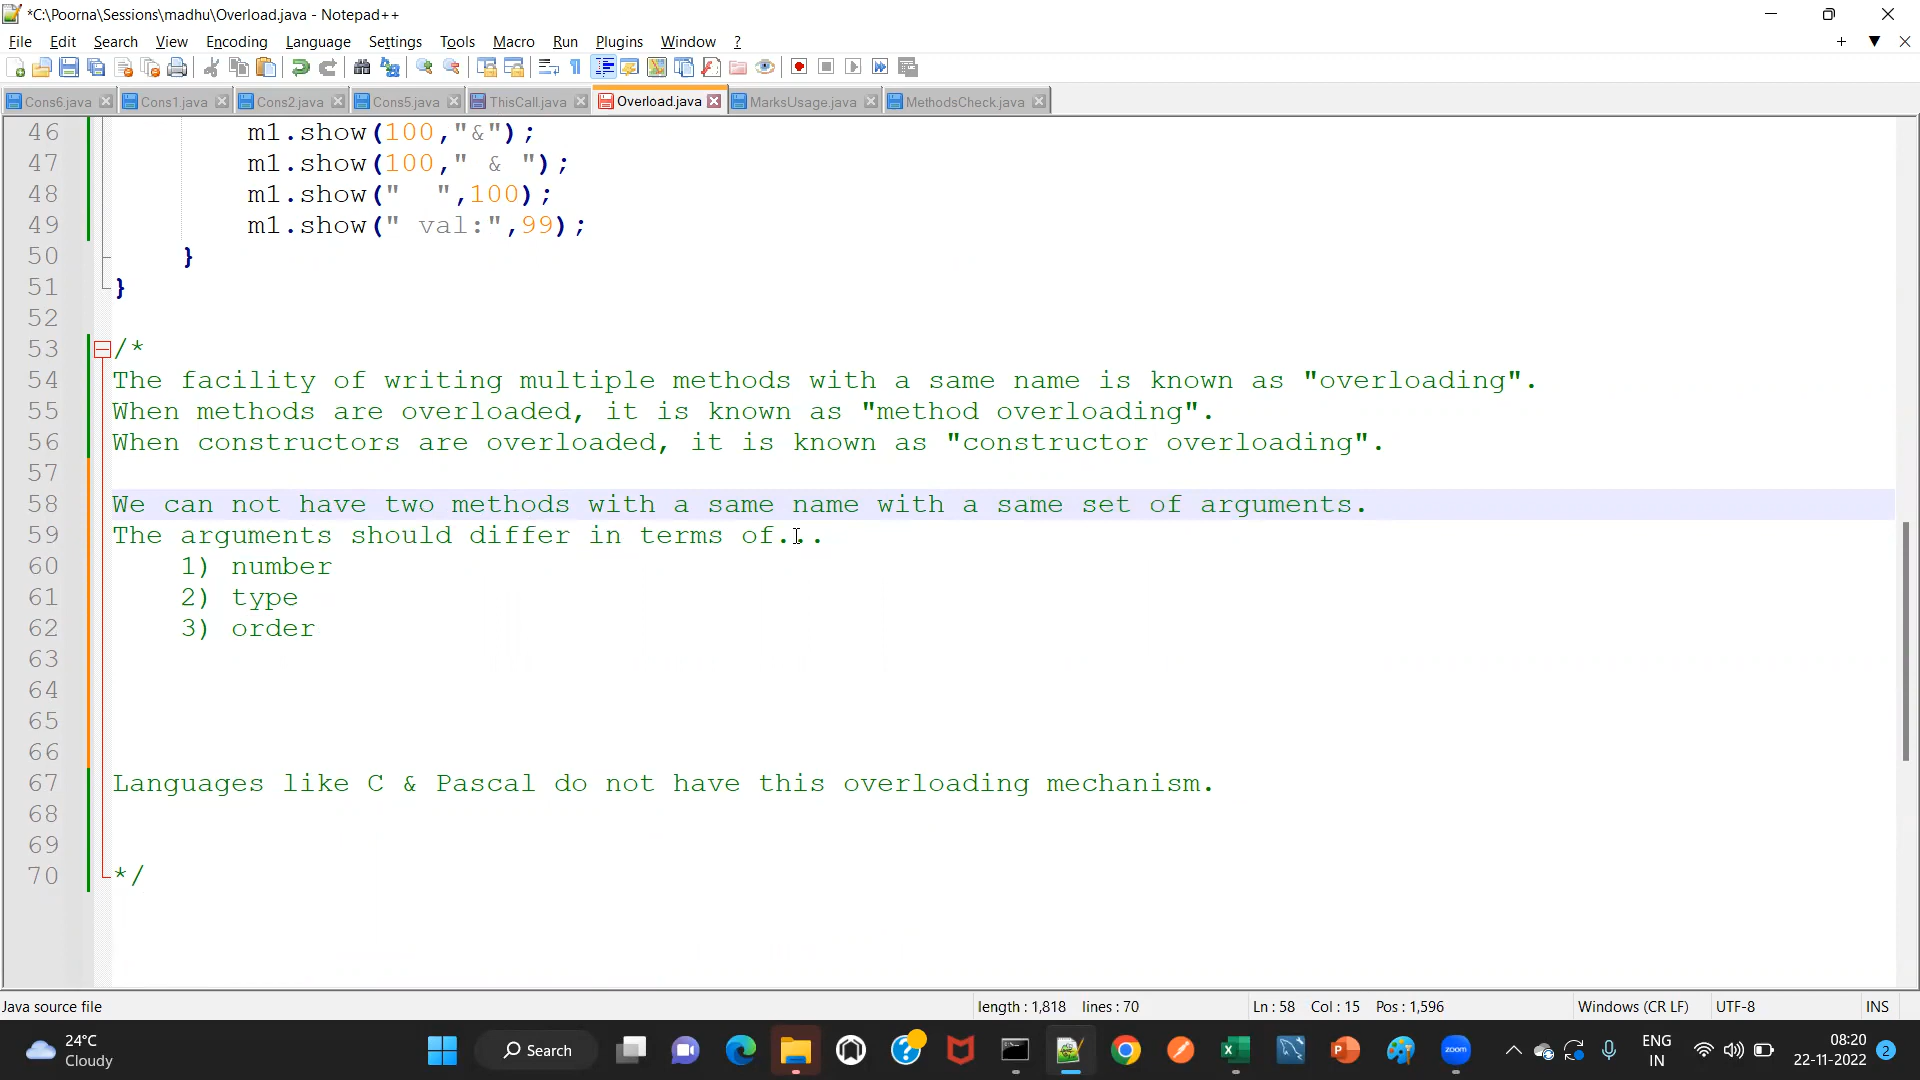 *C:\Poorna\Sessions\madhu\Overload.java - Notepad++
File Edit Search View Encoding Language Settings Tools Macro Run Plugins Window ?
Cons6.java Cons1.java Cons2.java Cons5.java ThisCall.java Overload.java MarksUsage.java MethodsCheck.java
46 m1.show(100,"&");
47 m1.show(100," & ");
48 m1.show("  ",100);
49 m1.show(" val:",99);
50 }
51 }
52
53 /*
54 The facility of writing multiple methods with a same name is known as "overloading".
55 When methods are overloaded, it is known as "method overloading".
56 When constructors are overloaded, it is known as "constructor overloading".
57
58 We can not have two methods with a same name with a same set of arguments.
59 The arguments should differ in terms of...
60 1) number
61 2) type
62 3) order
63
64
65
66
67 Languages like C & Pascal do not have this overloading mechanism.
68
69
70 */
Java source file length : 1,818 lines : 70 Ln : 58 Col : 15 Pos : 1,596 Windows (CR LF) UTF-8 INS
24°C
Cloudy
Search
zoom
ENG
IN
08:20
22-11-2022
2